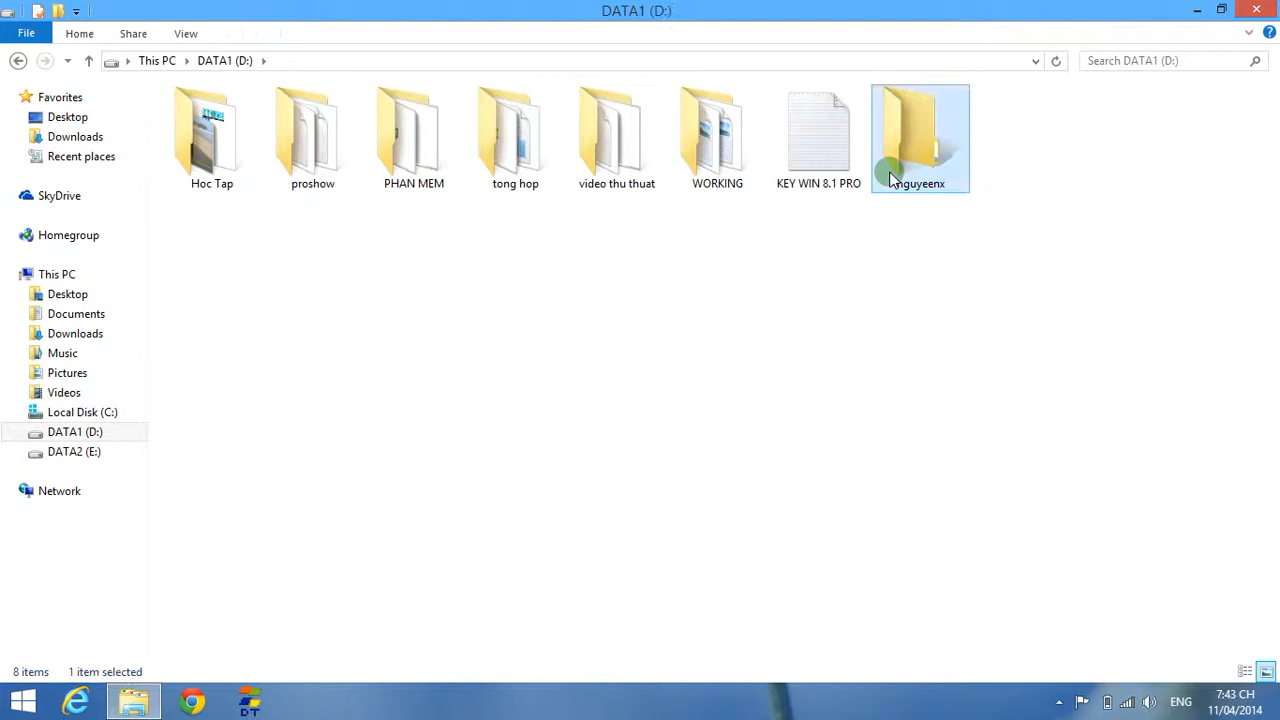 DATA1 (D:)
File Home Share View
This PC DATA1 (D:) Search DATA1 (D:)
Favorites
Desktop
Downloads
Recent places
SkyDrive
Homegroup
This PC
Desktop
Documents
Downloads
Music
Pictures
Videos
Local Disk (C:)
DATA1 (D:)
DATA2 (E:)
Network
Hoc Tap proshow PHAN MEM tong hop video thu thuat WORKING KEY WIN 8.1 PRO
8 items 1 item selected
DT
ENG
7:43 CH
11/04/2014